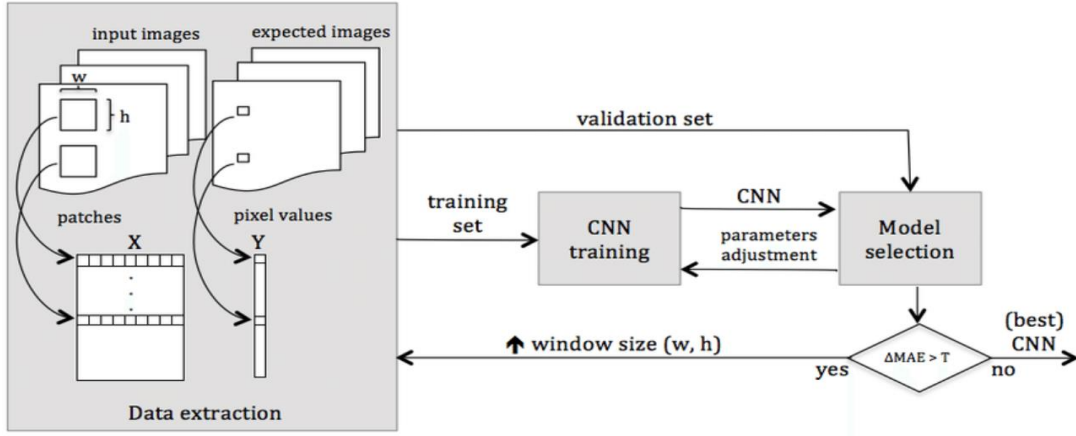 input images
expected images
w
h
patches
pixel values
X
Y
.
.
.
.
Data extraction
validation set
training
set
CNN
training
CNN
parameters
adjustment
Model
selection
🡅 window size (w, h)
ΔMAE > T
yes
no
(best)
CNN